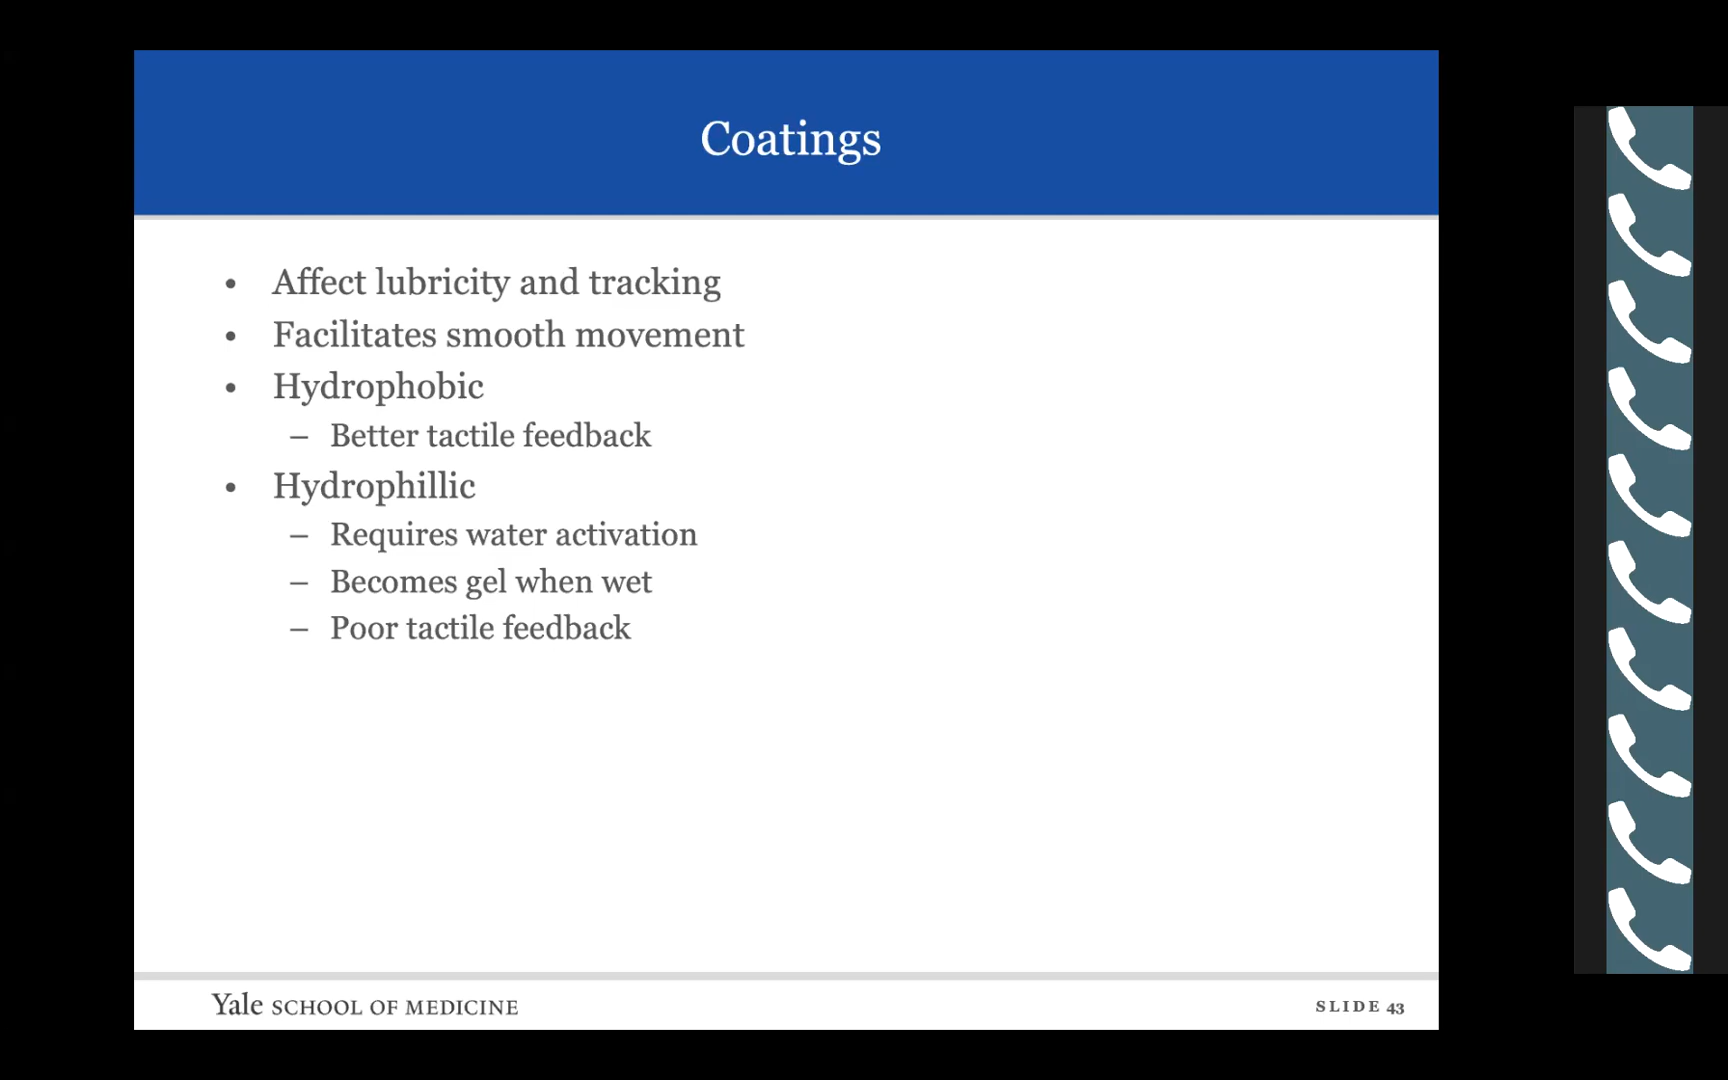 Coatings
• Affect lubricity and tracking
• Facilitates smooth movement
• Hydrophobic
– Better tactile feedback
• Hydrophillic
– Requires water activation
– Becomes gel when wet
– Poor tactile feedback
Yale SCHOOL OF MEDICINE
SLIDE 43